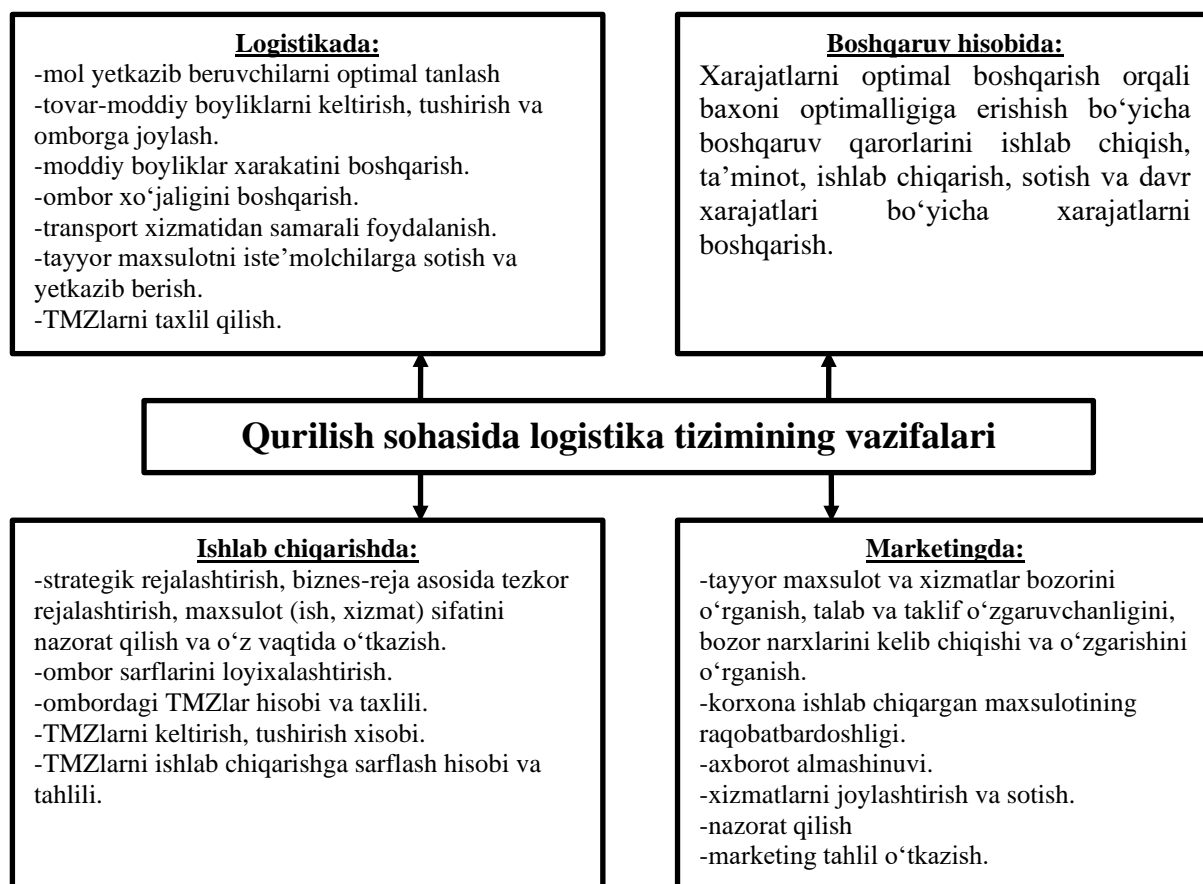 Logistikada:
-mol yetkazib beruvchilarni optimal tanlash
-tovar-moddiy boyliklarni keltirish, tushirish va
omborga joylash.
-moddiy boyliklar xarakatini boshqarish.
-ombor xo‘jaligini boshqarish.
-transport xizmatidan samarali foydalanish.
-tayyor maxsulotni iste’molchilarga sotish va
yetkazib berish.
-TMZlarni taxlil qilish.
Boshqaruv hisobida:
Xarajatlarni optimal boshqarish orqali
baxoni optimalligiga erishish bo‘yicha
boshqaruv qarorlarini ishlab chiqish,
ta’minot, ishlab chiqarish, sotish va davr
xarajatlari bo‘yicha xarajatlarni
boshqarish.
Qurilish sohasida logistika tizimining vazifalari
Ishlab chiqarishda:
-strategik rejalashtirish, biznes-reja asosida tezkor
rejalashtirish, maxsulot (ish, xizmat) sifatini
nazorat qilish va o‘z vaqtida o‘tkazish.
-ombor sarflarini loyixalashtirish.
-ombordagi TMZlar hisobi va taxlili.
-TMZlarni keltirish, tushirish xisobi.
-TMZlarni ishlab chiqarishga sarflash hisobi va
tahlili.
Marketingda:
-tayyor maxsulot va xizmatlar bozorini
o‘rganish, talab va taklif o‘zgaruvchanligini,
bozor narxlarini kelib chiqishi va o‘zgarishini
o‘rganish.
-korxona ishlab chiqargan maxsulotining
raqobatbardoshligi.
-axborot almashinuvi.
-xizmatlarni joylashtirish va sotish.
-nazorat qilish
-marketing tahlil o‘tkazish.